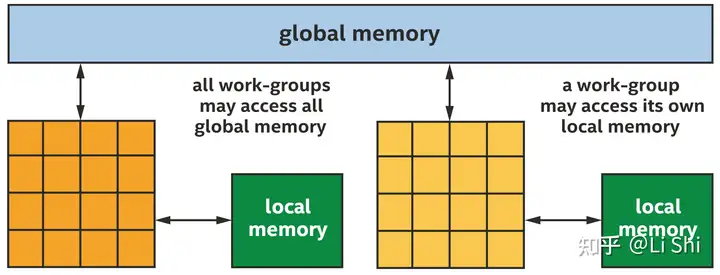 global memory
all work-groups
may access all
global memory
a work-group
may access its own
local memory
local
memory
local
memory
知乎 @Li Shi